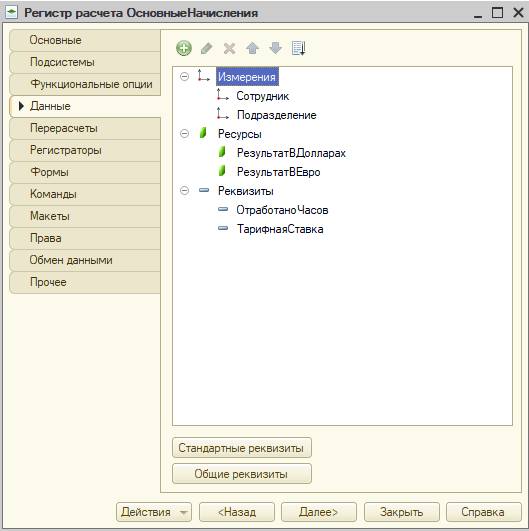 Регистр расчета ОсновныеНачисления
Основные
Подсистемы
Функциональные опции
Данные
Перерасчеты
Регистраторы
Формы
Команды
Макеты
Права
Обмен данными
Прочее
Измерения
Сотрудник
Подразделение
Ресурсы
РезультатВДолларах
РезультатВЕвро
Реквизиты
ОтработаноЧасов
ТарифнаяСтавка
Стандартные реквизиты
Общие реквизиты
Действия
<Назад
Далее>
Закрыть
Справка